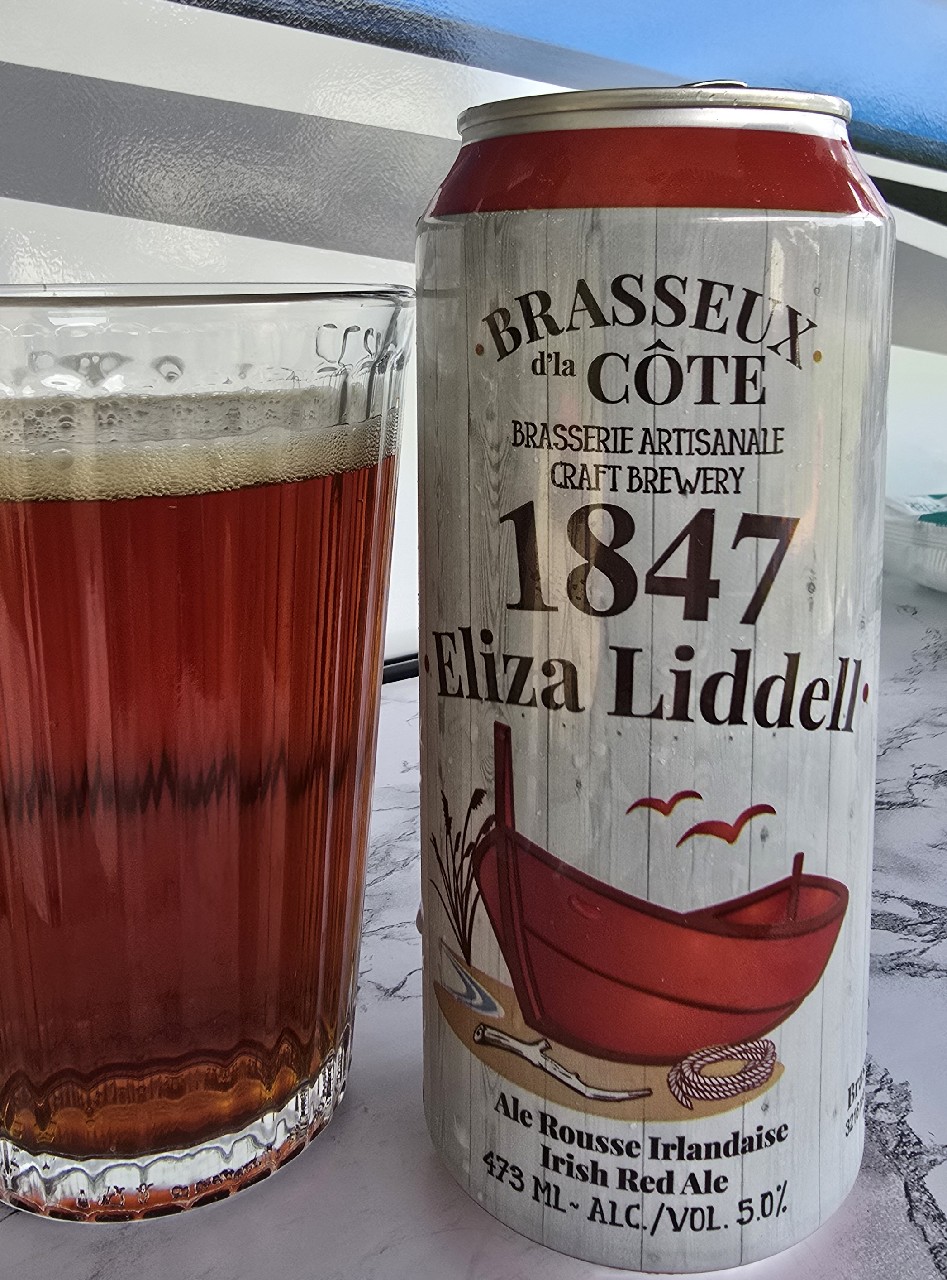 BRASSEUX
d'la CÔTE
BRASSERIE ARTISANALE
CRAFT BREWERY
1847
Eliza Liddell
Ale Rousse Irlandaise
Irish Red Ale
473 ML ~ ALC./VOL. 5.0%